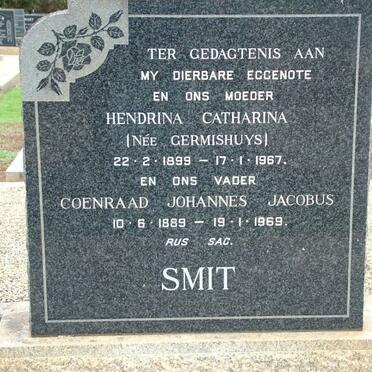 TER GEDAGTENIS AAN
MY DIERBARE EGGENOTE
EN ONS MOEDER
HENDRINA CATHARINA
(NÉE GERMISHUYS)
22·2·1899 — 17·1·1967.
EN ONS VADER
COENRAAD JOHANNES JACOBUS
10·6·1889 — 19·1·1969.
RUS SAG.
SMIT